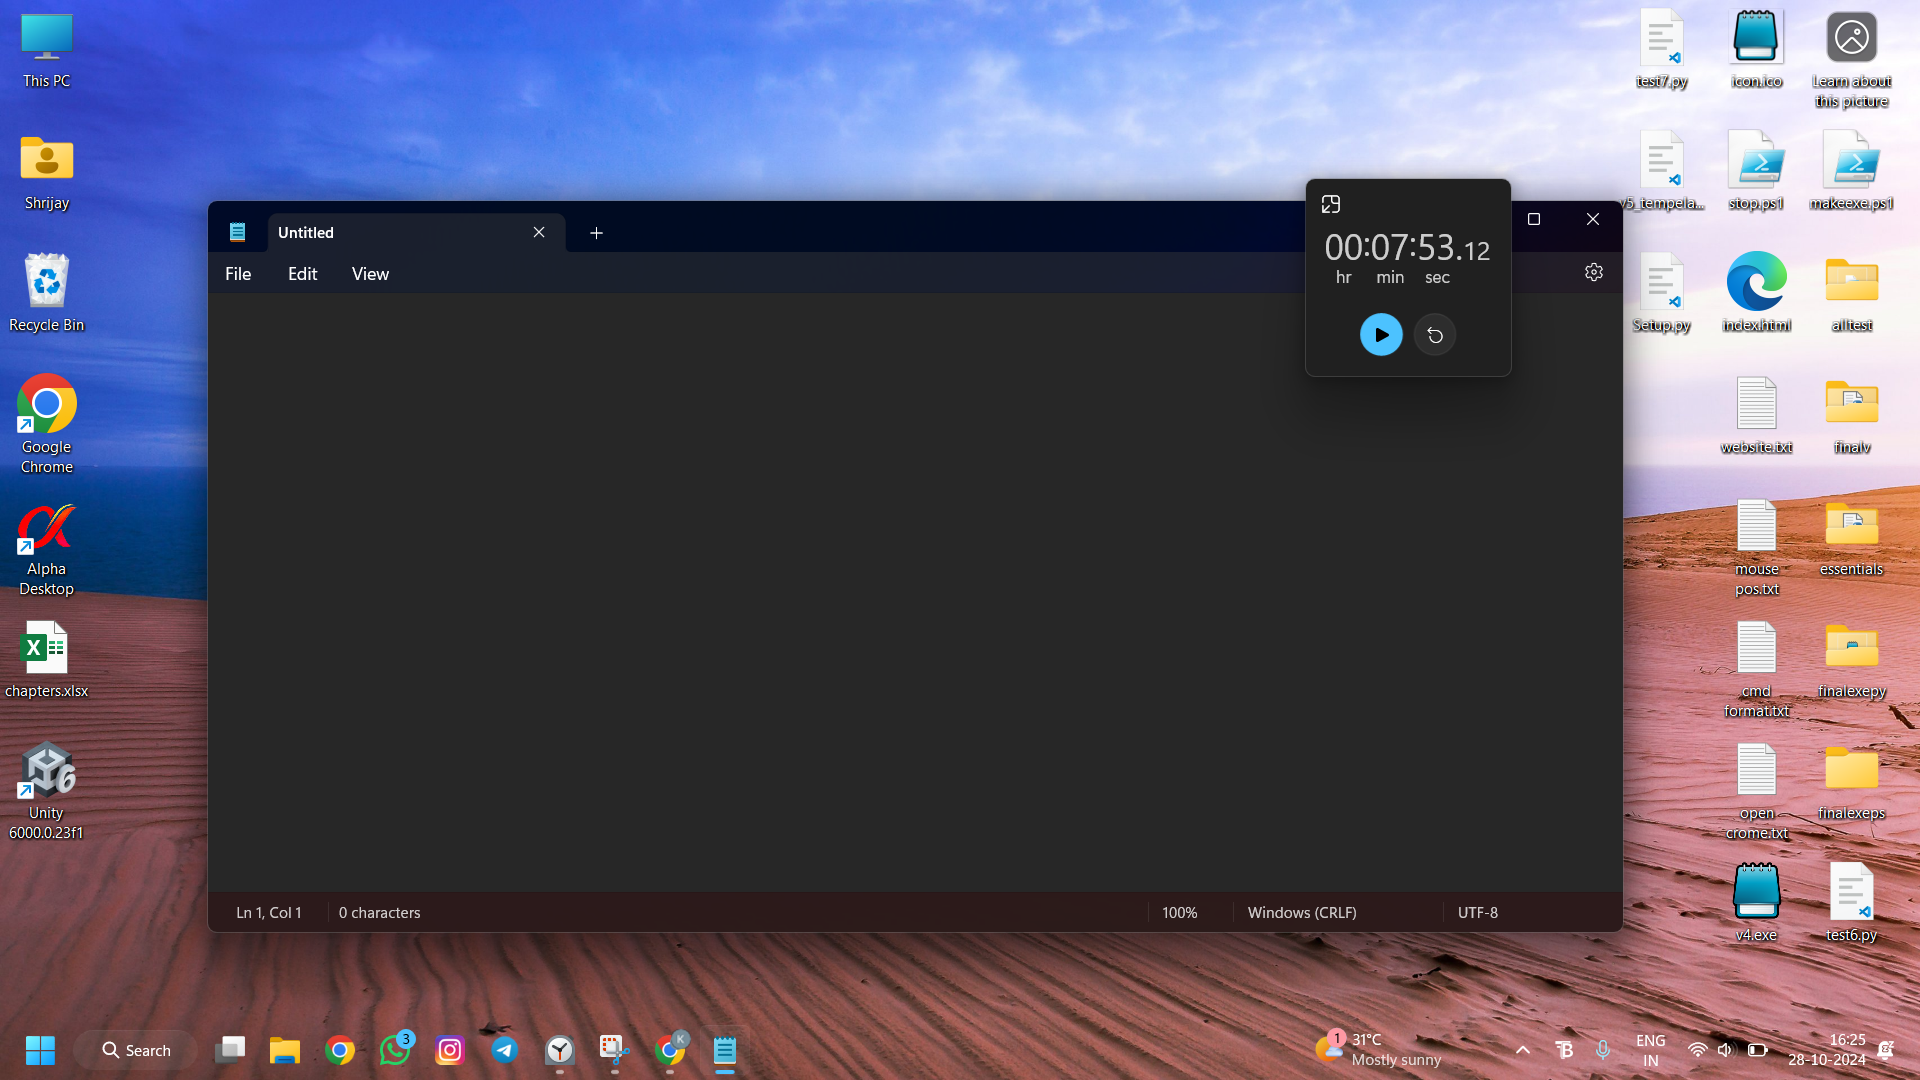 This PC
Shrijay
Recycle Bin
Google
Chrome
Alpha
Desktop
chapters.xlsx
Unity
6000.0.23f1
Untitled
File
Edit
View
00:07:53.12
hr min sec
Ln 1, Col 1
0 characters
100%
Windows (CRLF)
UTF-8
test7.py
icon.ico
Learn about
this picture
v5_tempela...
stop.ps1
makeexe.ps1
Setup.py
index.html
alltest
website.txt
finalv
mouse
pos.txt
essentials
cmd
format.txt
finalexepy
open
crome.txt
finalexeps
v4.exe
test6.py
Search
3
K
1
31°C
Mostly sunny
ENG
IN
16:25
28-10-2024